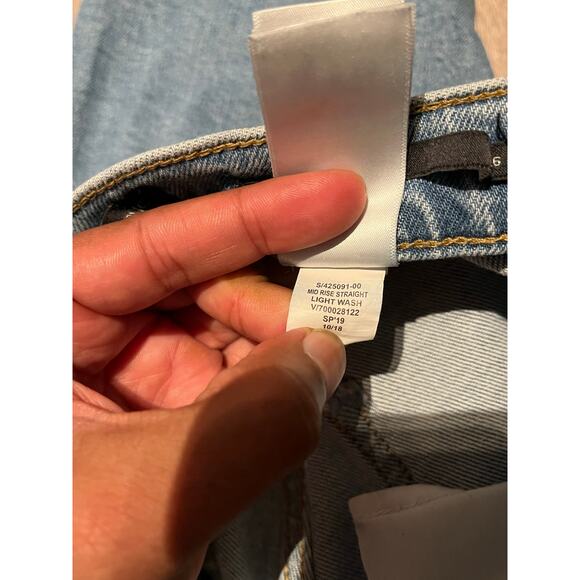 S/425091-00
MID RISE STRAIGHT
LIGHT WASH
V/700028122
SP'19
10/18
6